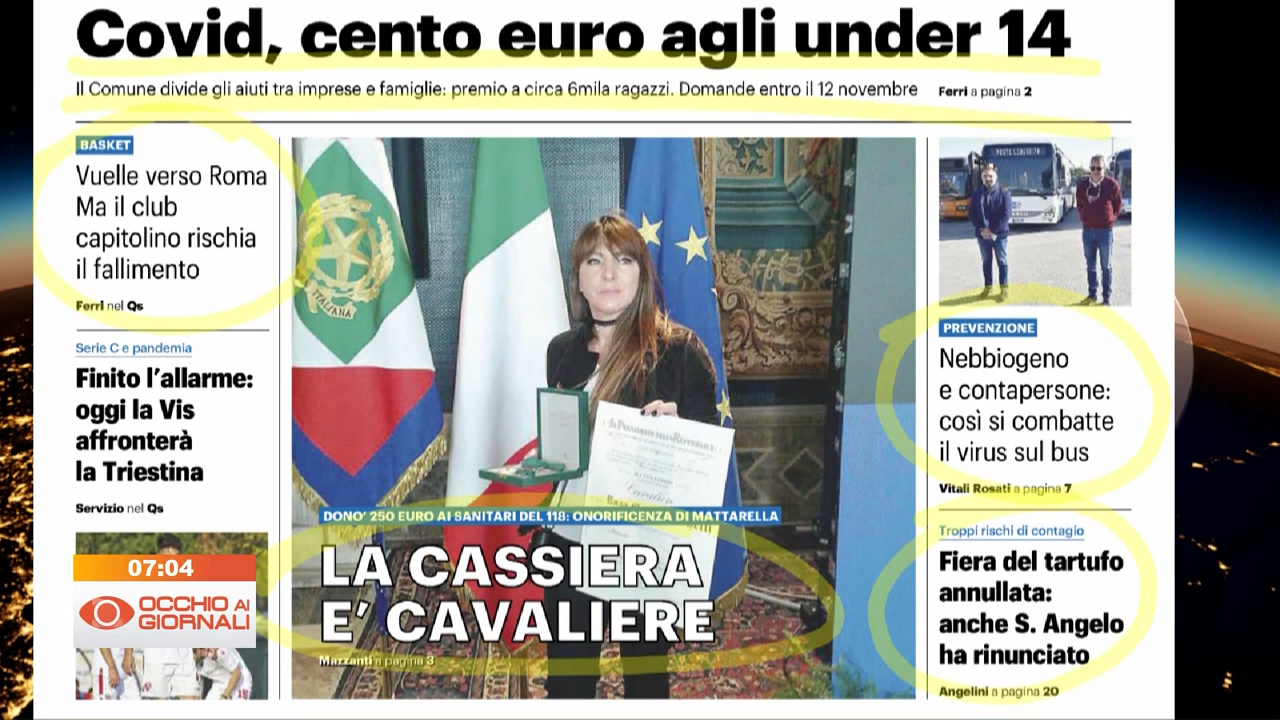 Covid, cento euro agli under 14
Il Comune divide gli aiuti tra imprese e famiglie: premio a circa 6mila ragazzi. Domande entro il 12 novembre
Ferri a pagina 2
BASKET
Vuelle verso Roma
Ma il club
capitolino rischia
il fallimento
Ferri nel Qs
Serie C e pandemia
Finito l'allarme:
oggi la Vis
affronterà
la Triestina
Servizio nel Qs
07:04
OCCHIO AI
GIORNALI
ITALIANA
DONO' 250 EURO AI SANITARI DEL 118: ONORIFICENZA DI MATTARELLA
LA CASSIERA
E' CAVALIERE
Mazzanti a pagina 3
PREVENZIONE
Nebbiogeno
e contapersone:
così si combatte
il virus sul bus
Vitali Rosati a pagina 7
Troppi rischi di contagio
Fiera del tartufo
annullata:
anche S. Angelo
ha rinunciato
Angelini a pagina 20